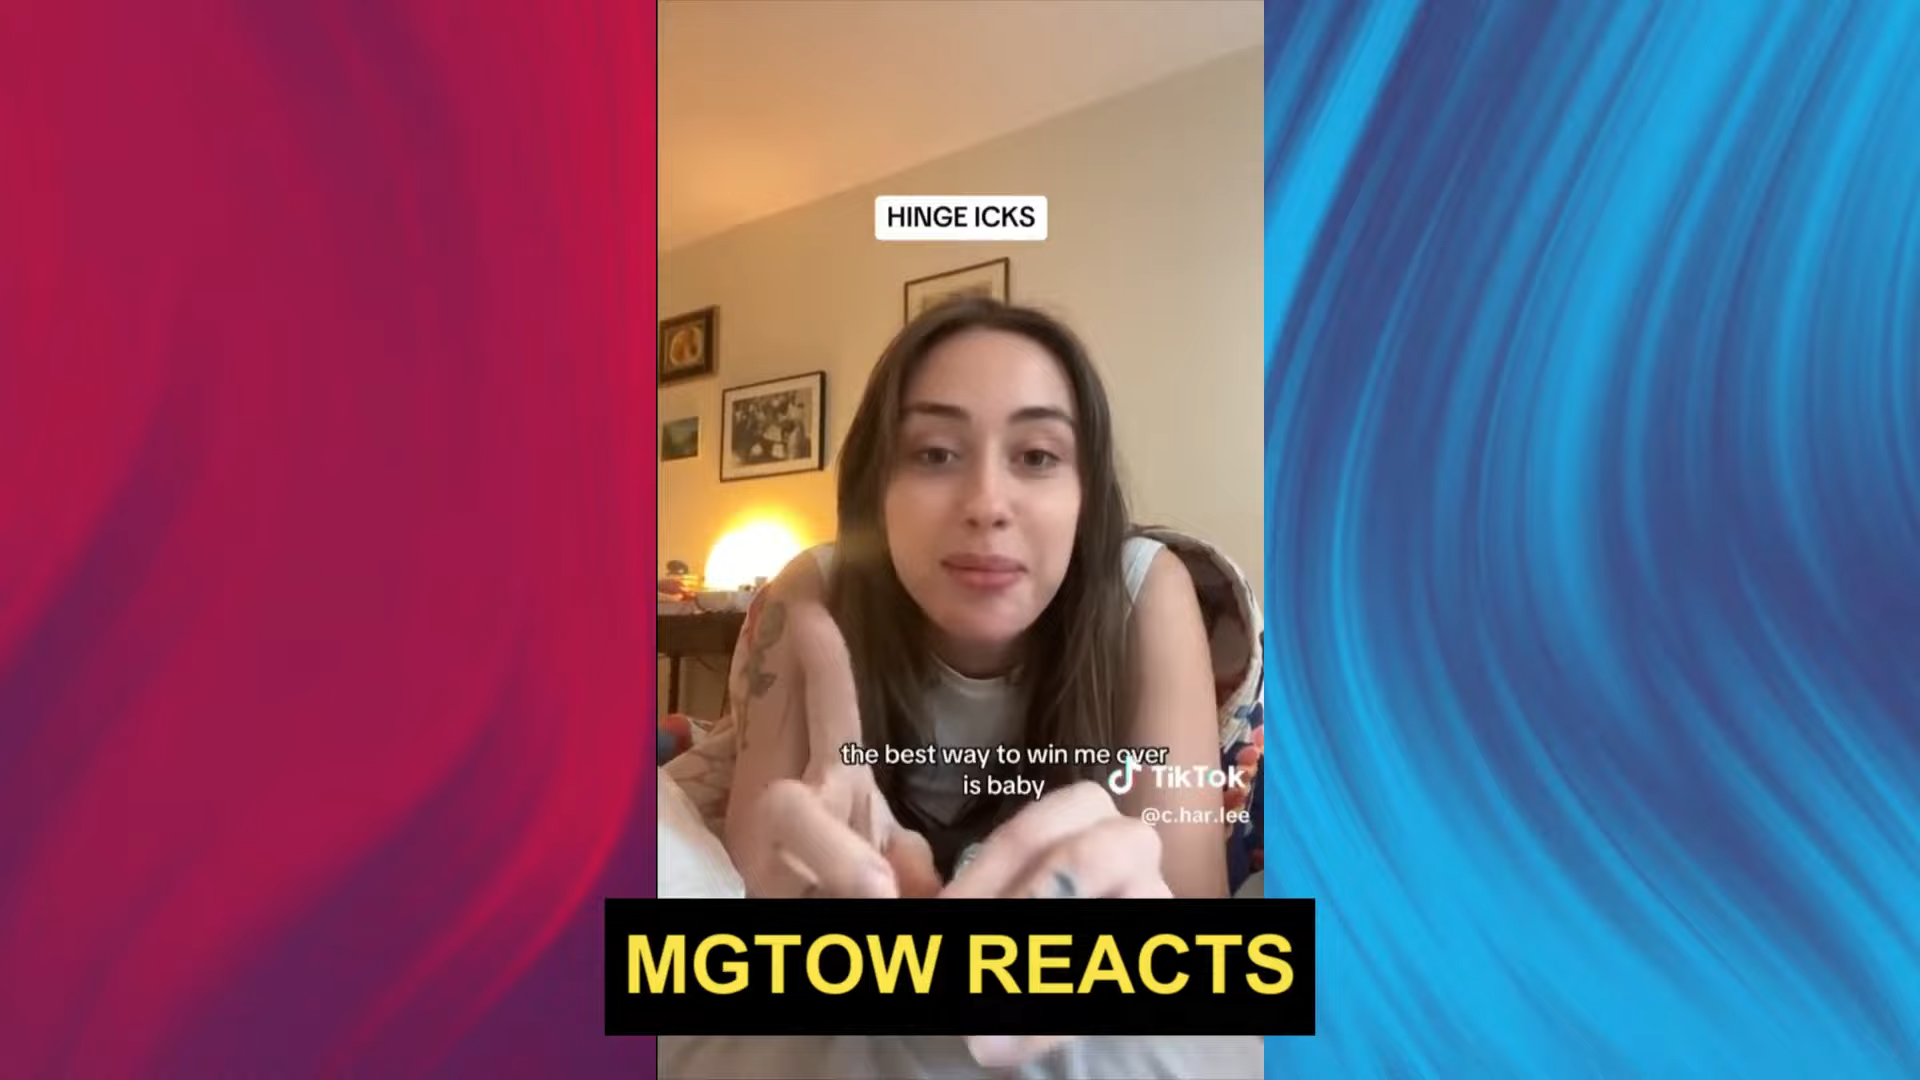 HINGE ICKS
the best way to win me over
is baby
TikTok
@c.har.lee
MGTOW REACTS